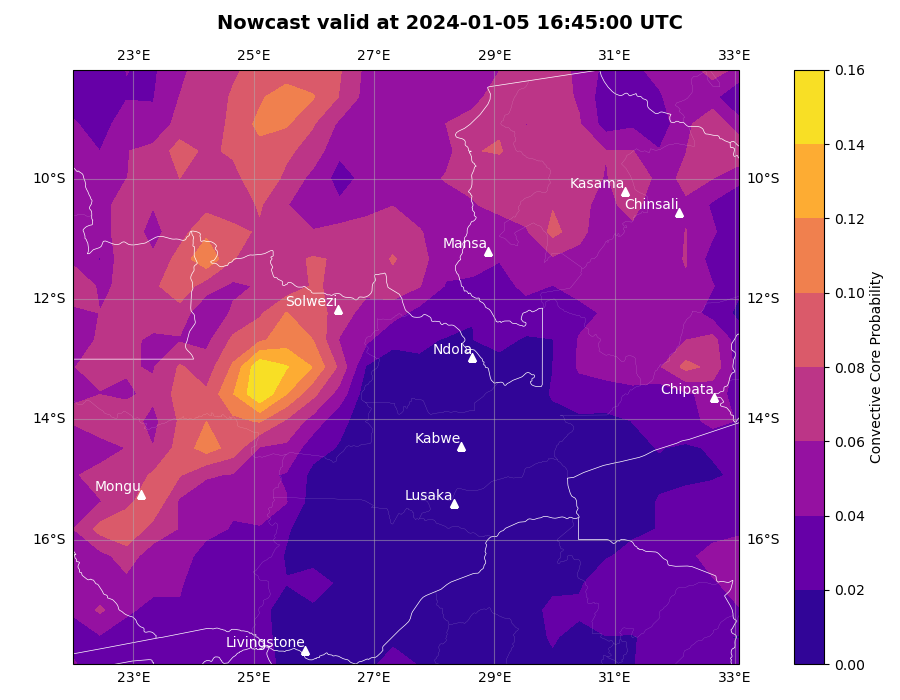 Nowcast valid at 2024-01-05 16:45:00 UTC
23°E 25°E 27°E 29°E 31°E 33°E
0.16
0.14
0.12
0.10
0.08
0.06
0.04
0.02
0.00
Convective Core Probability
10°S 10°S
12°S 12°S
14°S 14°S
16°S 16°S
Kasama
Chinsali
Mansa
Solwezi
Ndola
Chipata
Kabwe
Mongu
Lusaka
Livingstone
23°E 25°E 27°E 29°E 31°E 33°E